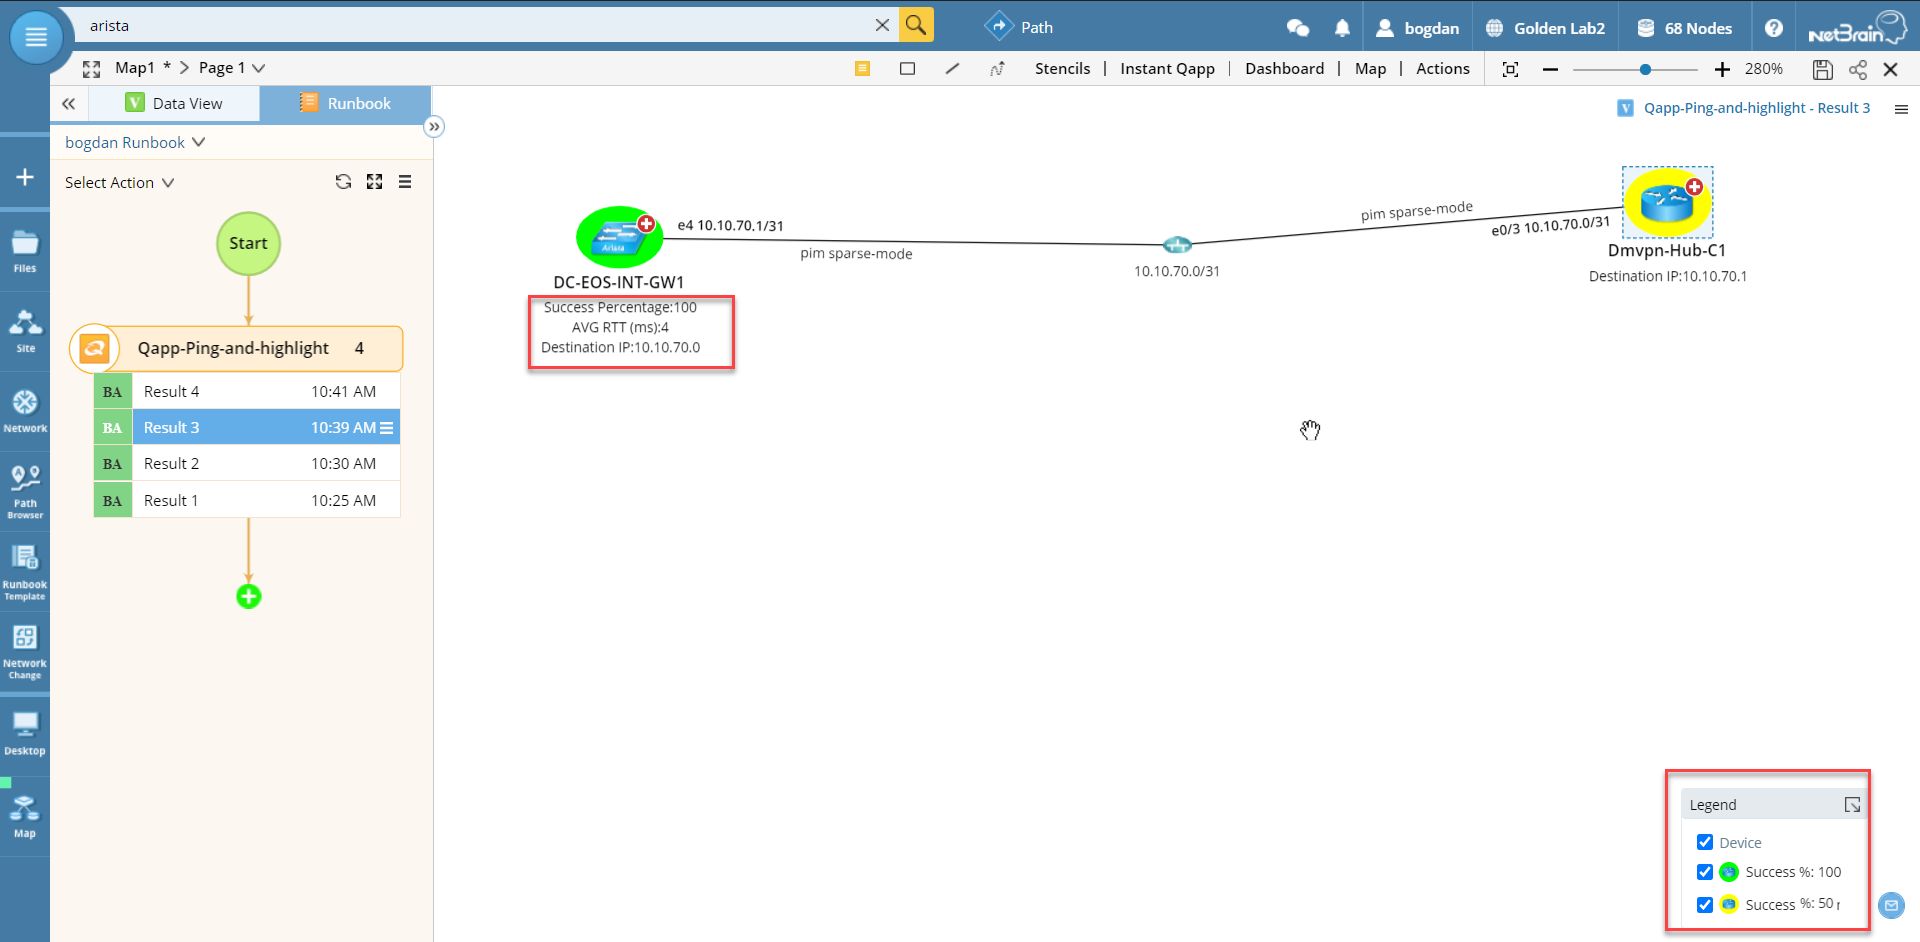 arista
Path
bogdan
Golden Lab2
68 Nodes
NetBrain
Map1 * > Page 1
Stencils | Instant Qapp | Dashboard | Map | Actions
280%
Data View
Runbook
Qapp-Ping-and-highlight - Result 3
bogdan Runbook
Select Action
Start
Qapp-Ping-and-highlight 4
BA Result 4 10:41 AM
BA Result 3 10:39 AM
BA Result 2 10:30 AM
BA Result 1 10:25 AM
Files
Site
Network
Path
Browser
Runbook
Template
Network
Change
Desktop
Map
Arista
e4 10.10.70.1/31
pim sparse-mode
DC-EOS-INT-GW1
Success Percentage:100
AVG RTT (ms):4
Destination IP:10.10.70.0
10.10.70.0/31
pim sparse-mode
e0/3 10.10.70.0/31
Dmvpn-Hub-C1
Destination IP:10.10.70.1
Legend
Device
Success %: 100
Success %: 50